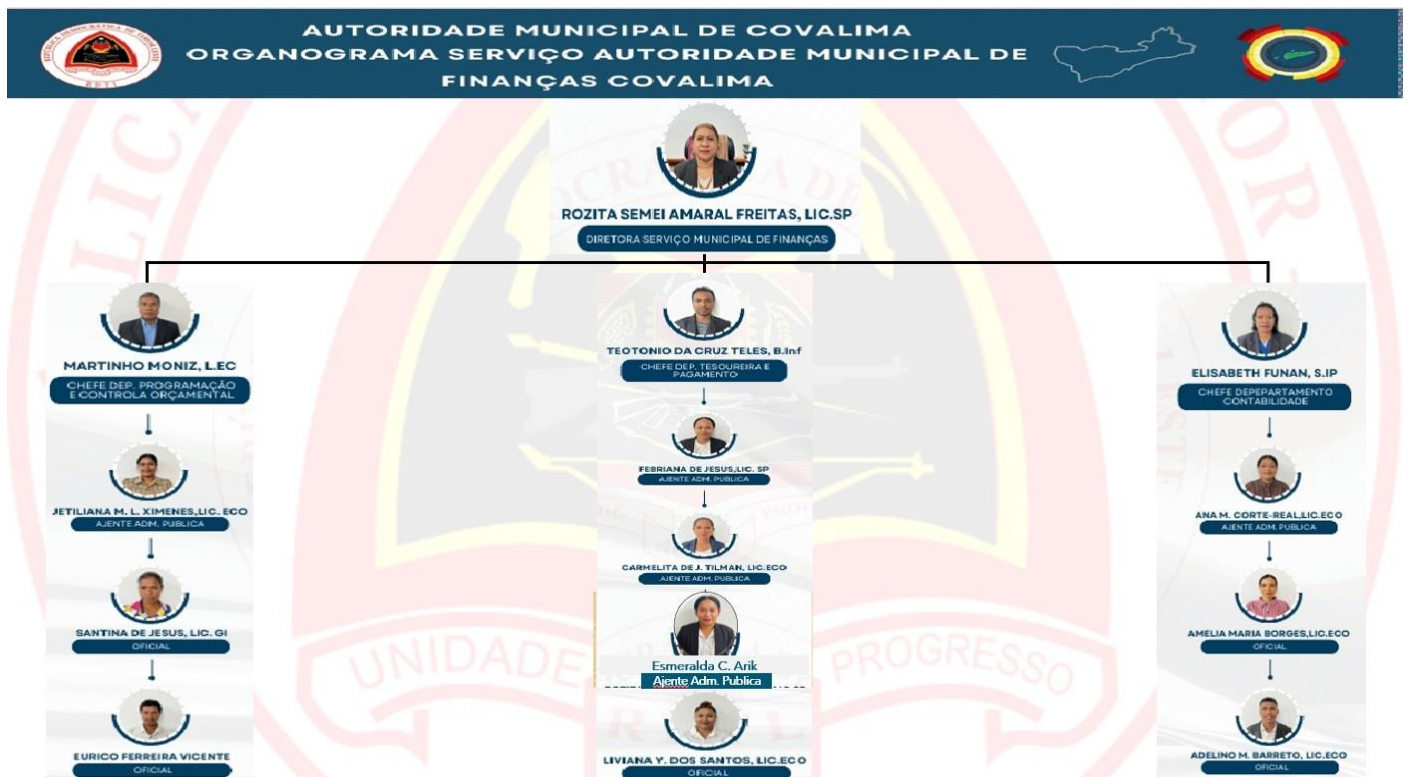 AUTORIDADE MUNICIPAL DE COVALIMA
ORGANOGRAMA SERVIÇO AUTORIDADE MUNICIPAL DE
FINANÇAS COVALIMA
ROZITA SEMEI AMARAL FREITAS, LIC.SP
DIRETORA SERVIÇO MUNICIPAL DE FINANÇAS
MARTINHO MONIZ, L.EC
CHEFE DEP. PROGRAMAÇÃO
E CONTROLA ORÇAMENTAL
JETILIANA M. L. XIMENES,LIC. ECO
AJENTE ADM. PUBLICA
SANTINA DE JESUS, LIC. GI
OFICIAL
EURICO FERREIRA VICENTE
OFICIAL
TEOTONIO DA CRUZ TELES, B.Inf
CHEFE DEP. TESOUREIRA E
PAGAMENTO
FEBRIANA DE JESUS,LIC. SP
AJENTE ADM. PUBLICA
CARMELITA DE J. TILMAN, LIC.ECO
AJENTE ADM. PUBLICA
Esmeralda C. Arik
Ajente Adm. Publica
LIVIANA Y. DOS SANTOS, LIC.ECO
OFICIAL
ELISABETH FUNAN, S.IP
CHEFE DEPEPARTAMENTO
CONTABILIDADE
ANA M. CORTE-REAL,LIC.ECO
AJENTE ADM. PUBLICA
AMELIA MARIA BORGES,LIC.ECO
OFICIAL
ADELINO M. BARRETO, LIC.ECO
OFICIAL
UNIDADE
PROGRESSO